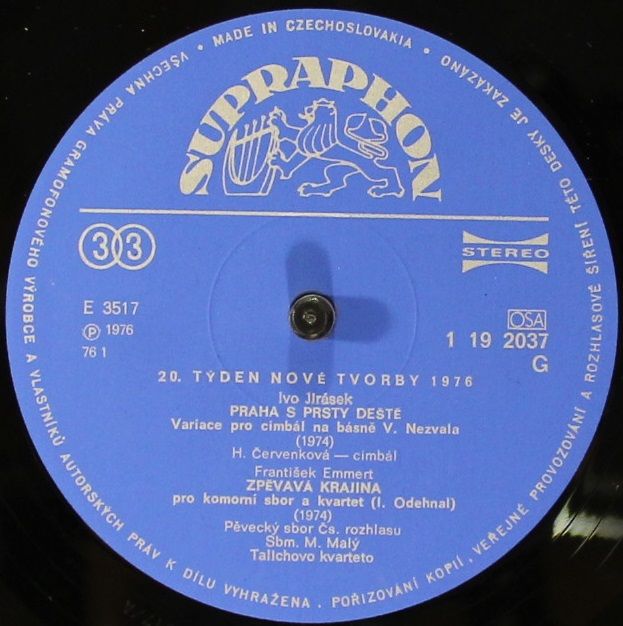 • MADE IN CZECHOSLOVAKIA •
VŠECHNA PRÁVA GRAMOFONOVÉHO VÝROBCE A VLASTNÍKŮ AUTORSKÝCH PRÁV K DÍLU VYHRAŽENA . POŘIZOVÁNÍ KOPIÍ, VEŘEJNÉ PROVOZOVÁNÍ A ROZHLASOVÉ ŠÍŘENÍ TÉTO DESKY JE ZAKÁZÁNO
SUPRAPHON
33
STEREO
E 3517
Ⓟ 1976
76 1
OSA
1 19 2037
G
20. TÝDEN NOVÉ TVORBY 1976
Ivo Jirásek
PRAHA S PRSTY DEŠTĚ
Variace pro cimbál na básně V. Nezvala
(1974)
H. Červenková — cimbál
František Emmert
ZPĚVAVÁ KRAJINA
pro komorní sbor a kvartet (I. Odehnal)
(1974)
Pěvecký sbor Čs. rozhlasu
Sbm. M. Malý
Talichovo kvarteto